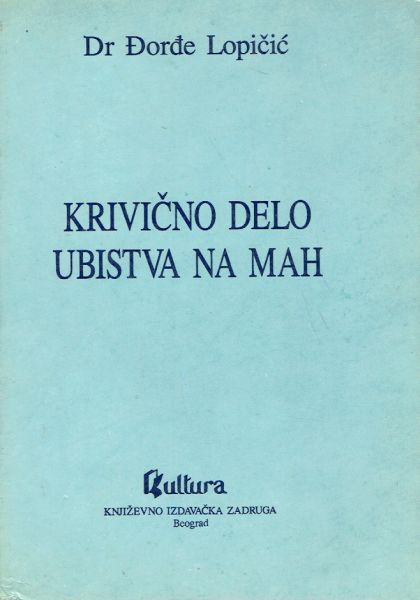 Dr Đorđe Lopičić
KRIVIČNO DELO
UBISTVA NA MAH
Kultura
KNJIŽEVNO IZDAVAČKA ZADRUGA
Beograd